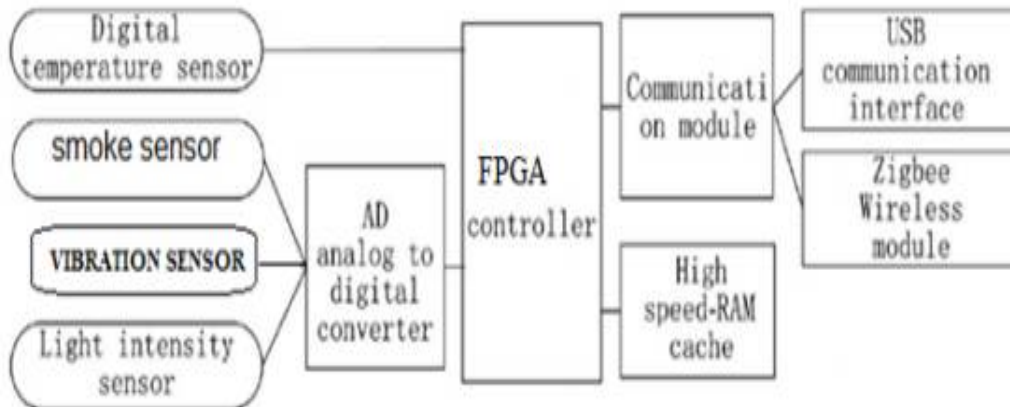 Digital
temperature sensor
smoke sensor
VIBRATION SENSOR
Light intensity
sensor
AD
analog to
digital
converter
FPGA
controller
Communicati
on module
High
speed-RAM
cache
USB
communication
interface
Zigbee
Wireless
module